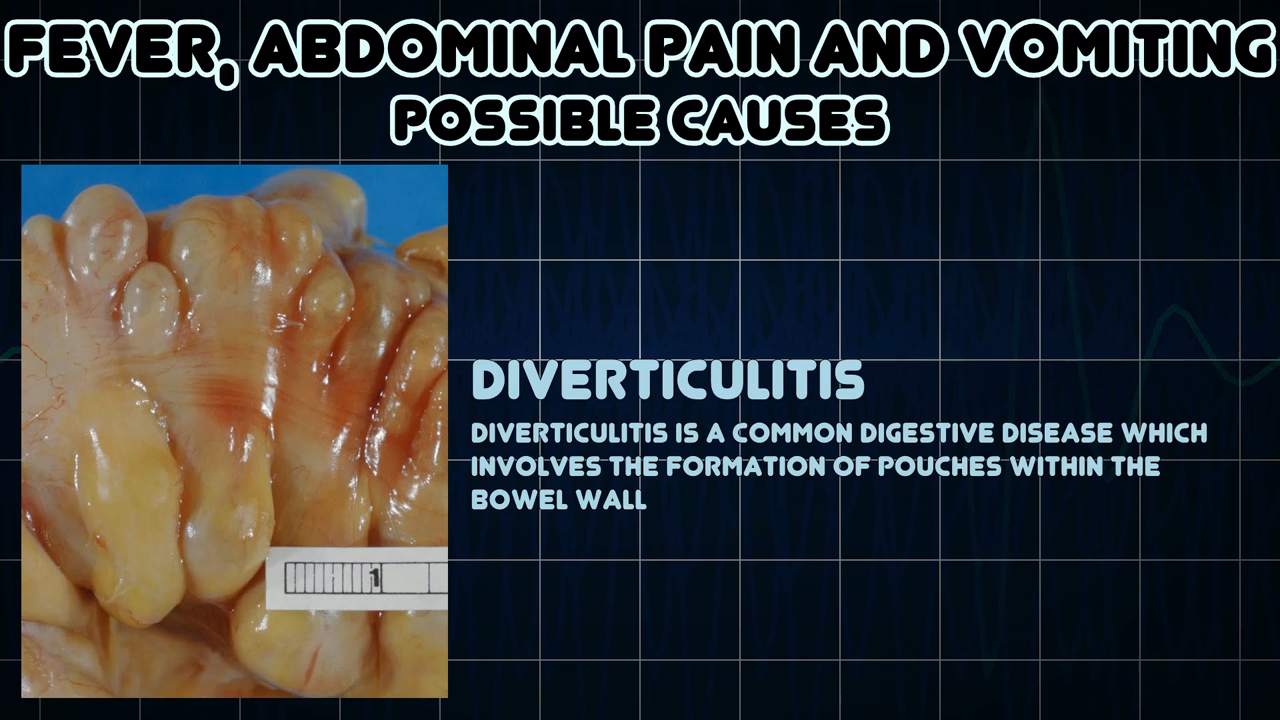 FEVER, ABDOMINAL PAIN AND VOMITING
POSSIBLE CAUSES
DIVERTICULITIS
DIVERTICULITIS IS A COMMON DIGESTIVE DISEASE WHICH
INVOLVES THE FORMATION OF POUCHES WITHIN THE
BOWEL WALL
1